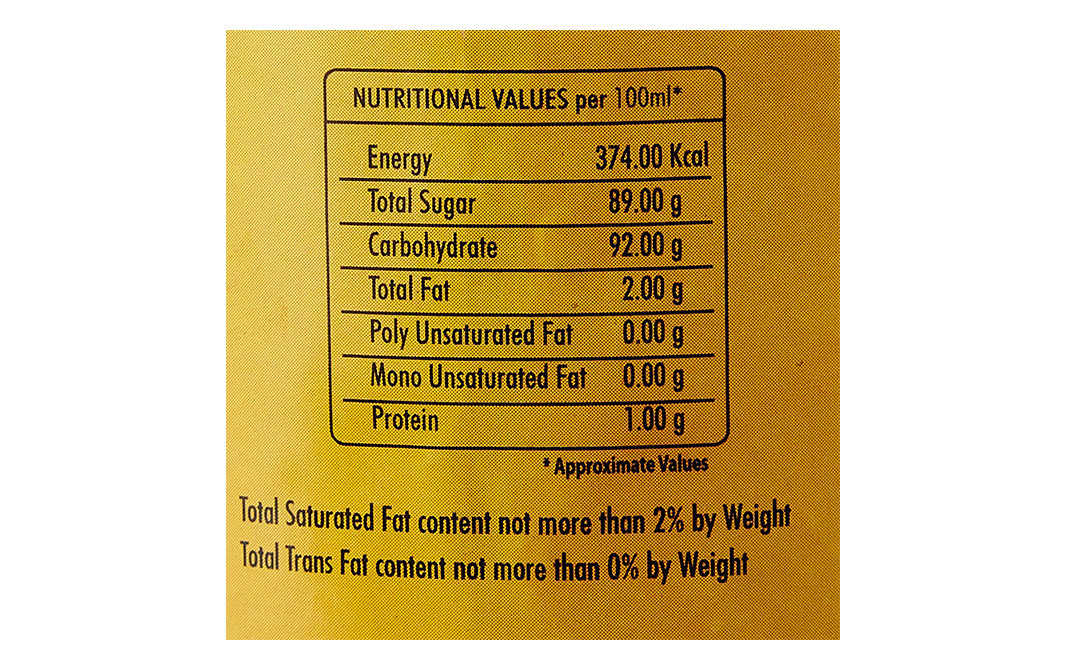 NUTRITIONAL VALUES per 100ml*
Energy 374.00 Kcal
Total Sugar 89.00 g
Carbohydrate 92.00 g
Total Fat 2.00 g
Poly Unsaturated Fat 0.00 g
Mono Unsaturated Fat 0.00 g
Protein 1.00 g
* Approximate Values
Total Saturated Fat content not more than 2% by Weight
Total Trans Fat content not more than 0% by Weight